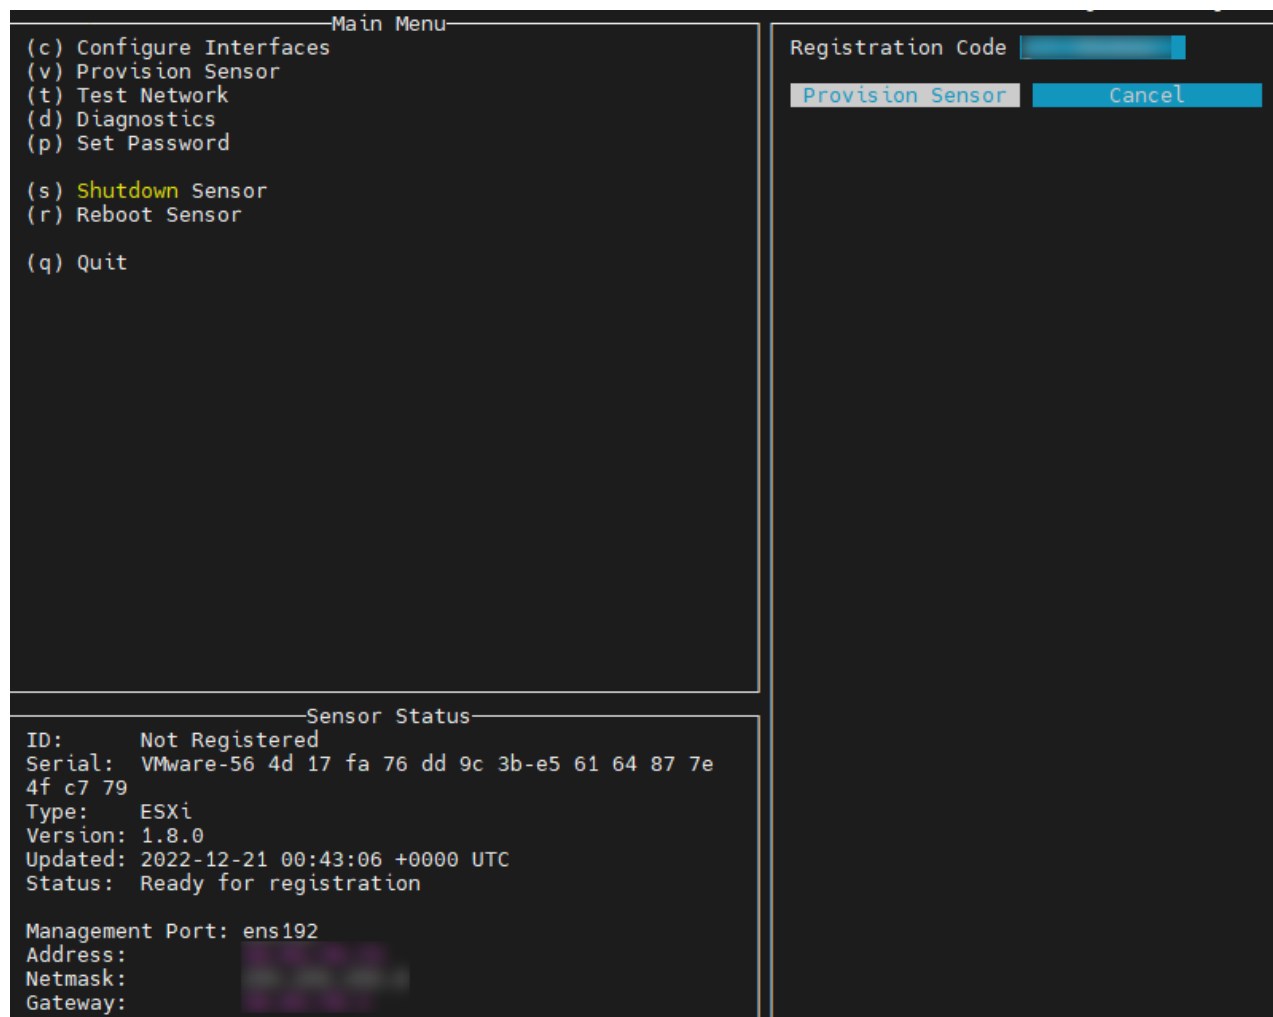 Main Menu
(c) Configure Interfaces
(v) Provision Sensor
(t) Test Network
(d) Diagnostics
(p) Set Password
(s) Shutdown Sensor
(r) Reboot Sensor
(q) Quit
Registration Code
Provision Sensor Cancel
Sensor Status
ID: Not Registered
Serial: VMware-56 4d 17 fa 76 dd 9c 3b-e5 61 64 87 7e
4f c7 79
Type: ESXi
Version: 1.8.0
Updated: 2022-12-21 00:43:06 +0000 UTC
Status: Ready for registration
Management Port: ens192
Address:
Netmask:
Gateway: